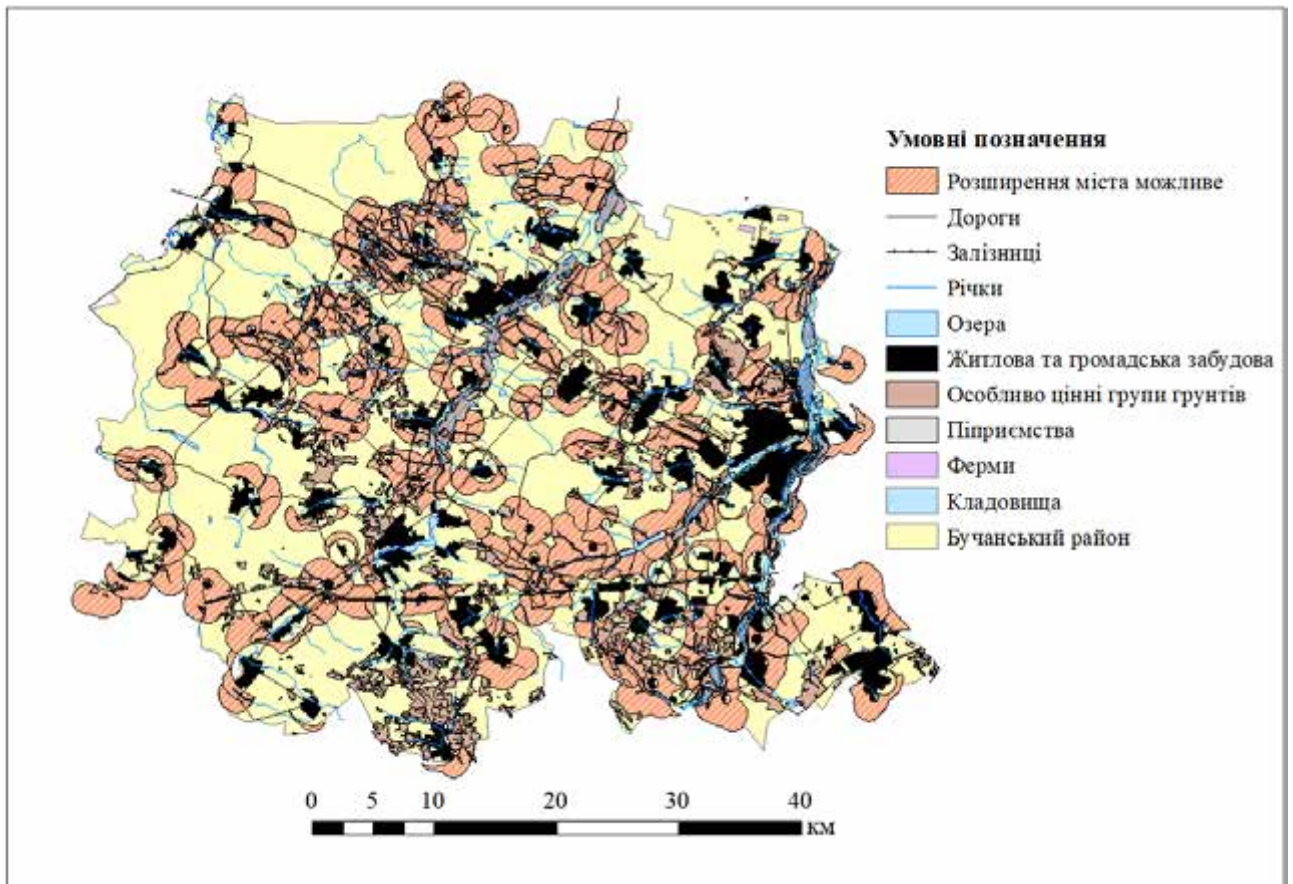 Умовні позначення
Розширення міста можливе
Дороги
Залізниці
Річки
Озера
Житлова та громадська забудова
Особливо цінні групи грунтів
Піприємства
Ферми
Кладовища
Бучанський район
0 5 10 20 30 40
км